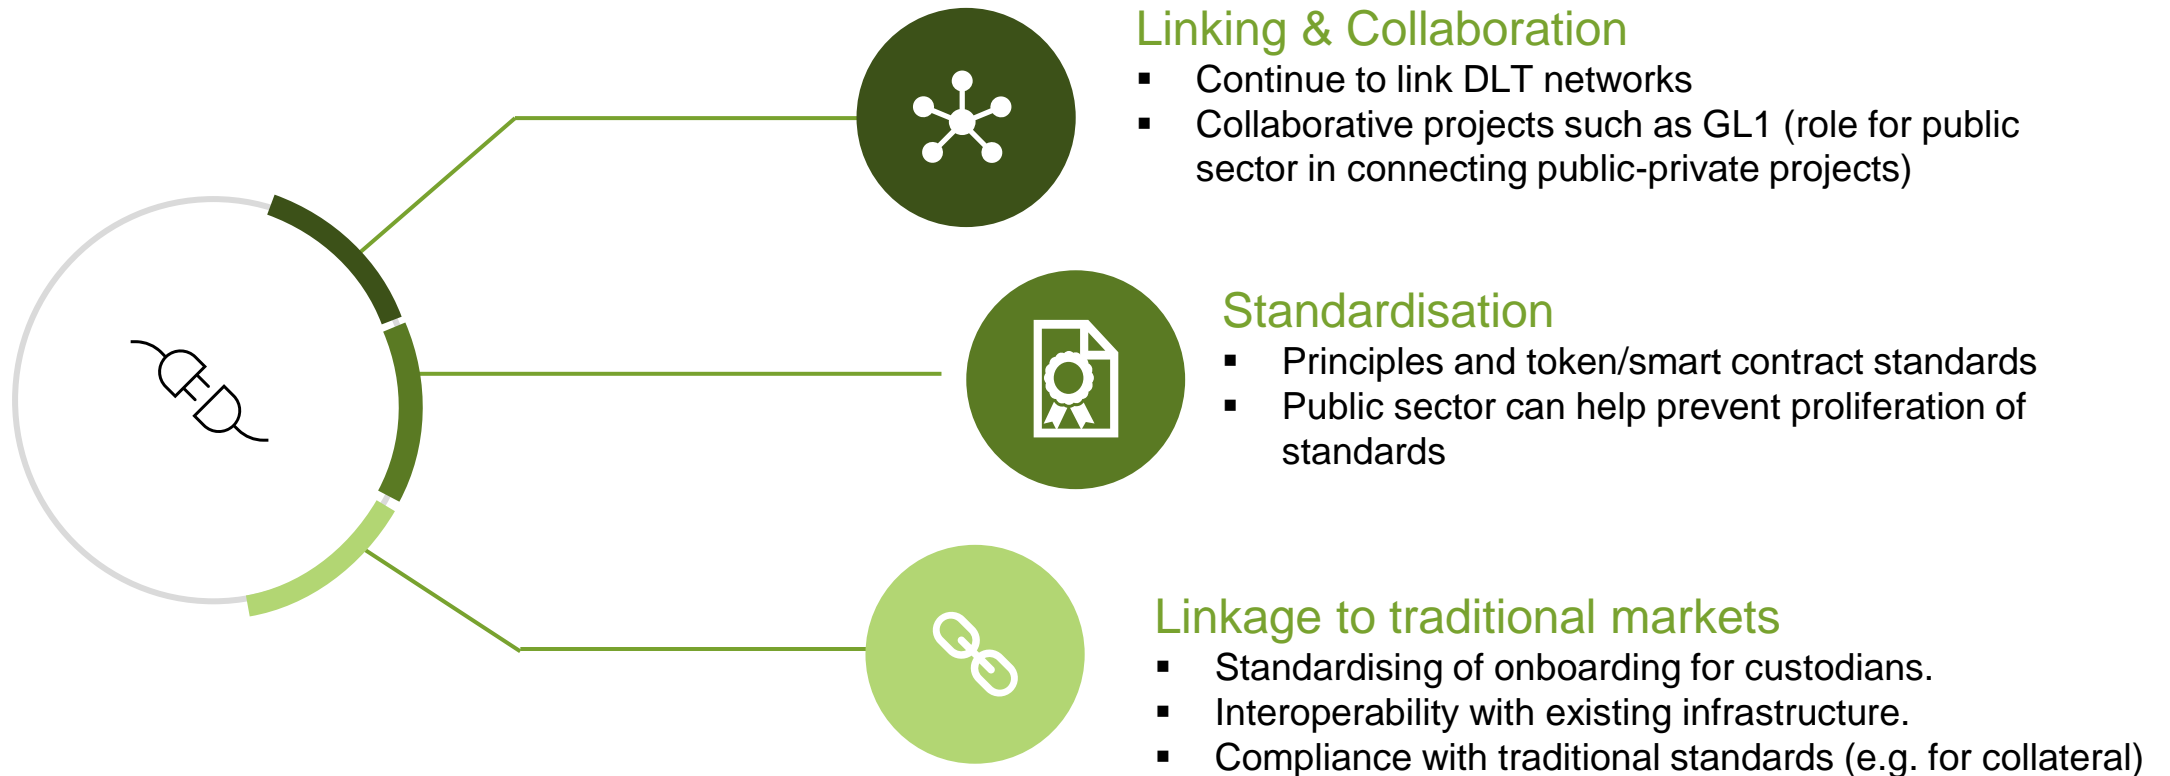 Linking & Collaboration
▪ Continue to link DLT networks
▪ Collaborative projects such as GL1 (role for public
sector in connecting public-private projects)
Standardisation
▪ Principles and token/smart contract standards
▪ Public sector can help prevent proliferation of
standards
Linkage to traditional markets
▪ Standardising of onboarding for custodians.
▪ Interoperability with existing infrastructure.
▪ Compliance with traditional standards (e.g. for collateral)